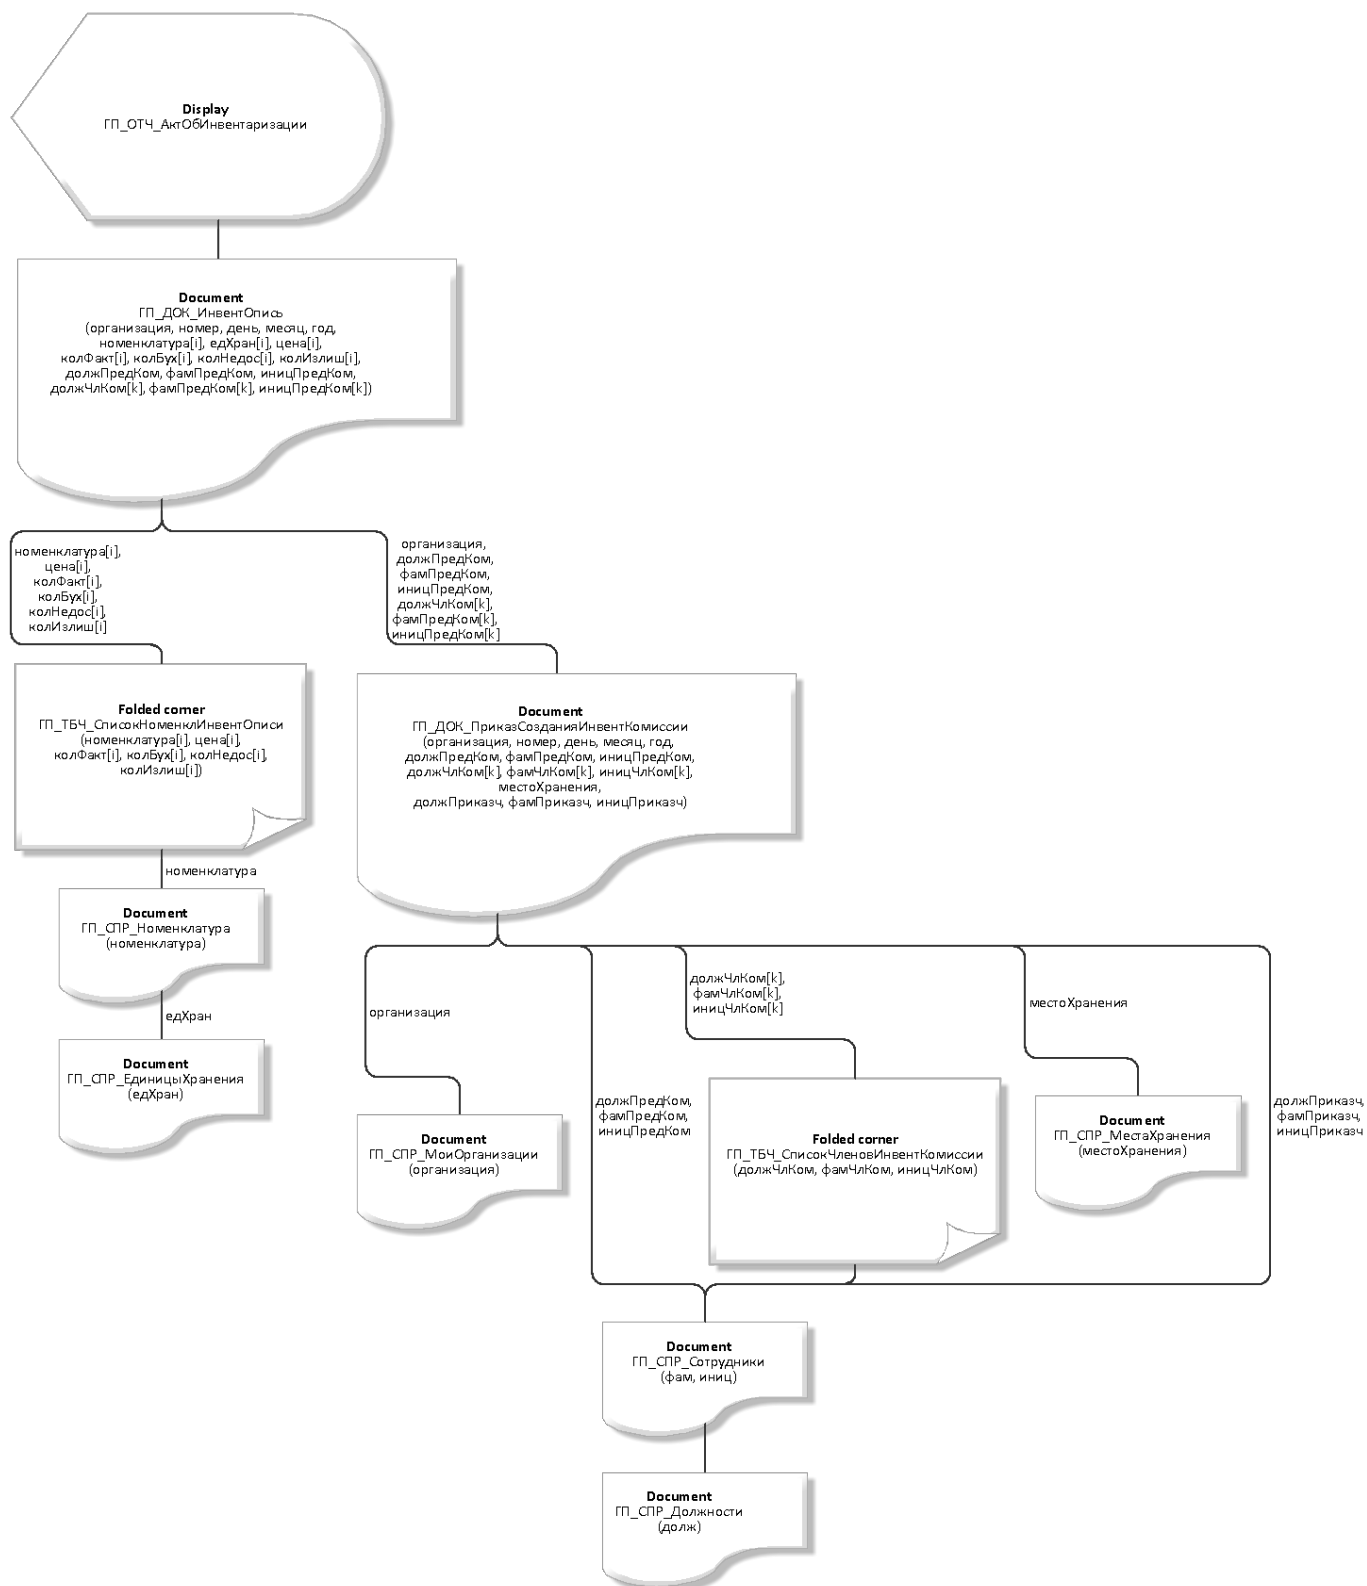 Display
ГП_ОТЧ_АктОбИнвентаризации
Document
ГП_ДОК_ИнвентОпись
(организация, номер, день, месяц, год,
номенклатура[i], едХран[i], цена[i],
колФакт[i], колБух[i], колНедос[i], колИзлиш[i],
должПредКом, фамПредКом, иницПредКом,
должЧлКом[k], фамПредКом[k], иницПредКом[k])
номенклатура[i],
цена[i],
колФакт[i],
колБух[i],
колНедос[i],
колИзлиш[i]
организация,
должПредКом,
фамПредКом,
иницПредКом,
должЧлКом[k],
фамПредКом[k],
иницПредКом[k]
Folded corner
ГП_ТБЧ_СписокНоменклИнвентОписи
(номенклатура[i], цена[i],
колФакт[i], колБух[i], колНедос[i],
колИзлиш[i])
Document
ГП_ДОК_ПриказСозданияИнвентКомиссии
(организация, номер, день, месяц, год,
должПредКом, фамПредКом, иницПредКом,
должЧлКом[k], фамЧлКом[k], иницЧлКом[k],
местоХранения,
должПриказч, фамПриказч, иницПриказч)
номенклатура
Document
ГП_СПР_Номенклатура
(номенклатура)
едХран
Document
ГП_СПР_ЕдиницыХранения
(едХран)
организация
должЧлКом[k],
фамЧлКом[k],
иницЧлКом[k]
местоХранения
должПредКом,
фамПредКом,
иницПредКом
должПриказч,
фамПриказч,
иницПриказч
Document
ГП_СПР_МоиОрганизации
(организация)
Folded corner
ГП_ТБЧ_СписокЧленовИнвентКомиссии
(должЧлКом, фамЧлКом, иницЧлКом)
Document
ГП_СПР_МестаХранения
(местоХранения)
Document
ГП_СПР_Сотрудники
(фам, иниц)
Document
ГП_СПР_Должности
(долж)